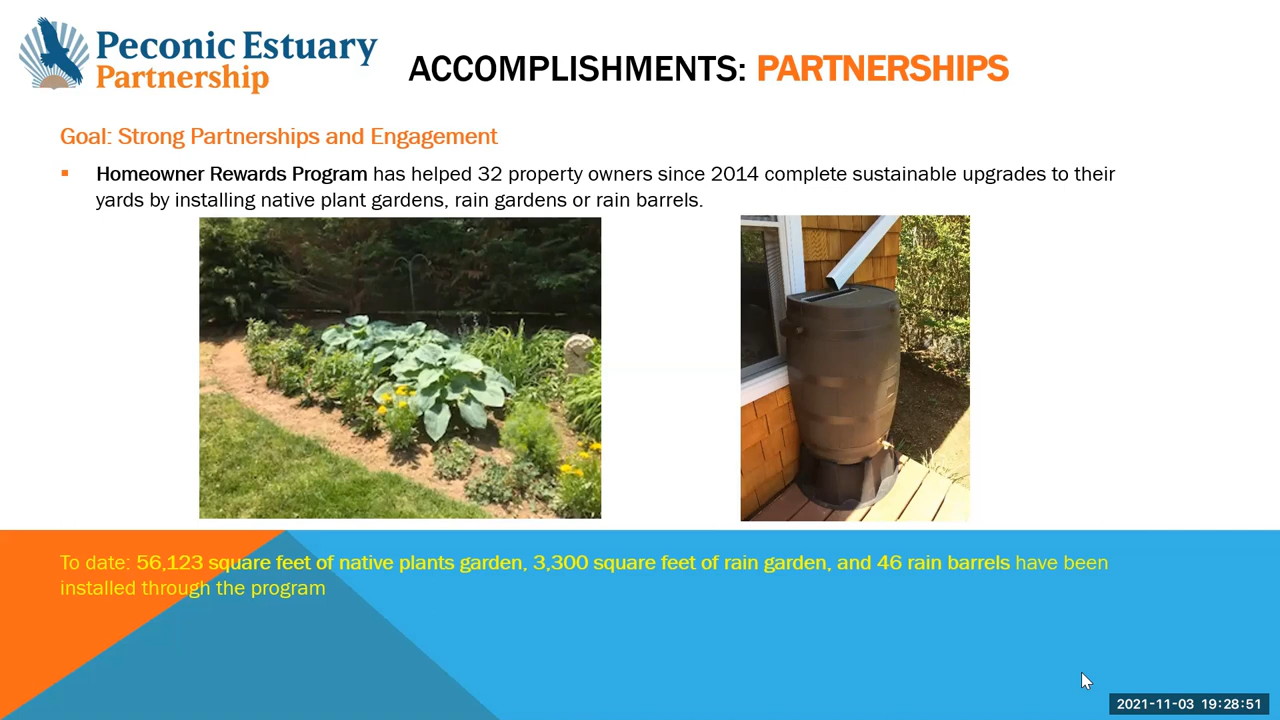 Peconic Estuary
Partnership
ACCOMPLISHMENTS: PARTNERSHIPS
Goal: Strong Partnerships and Engagement
Homeowner Rewards Program has helped 32 property owners since 2014 complete sustainable upgrades to their
yards by installing native plant gardens, rain gardens or rain barrels.
To date: 56,123 square feet of native plants garden, 3,300 square feet of rain garden, and 46 rain barrels have been
installed through the program
2021-11-03 19:28:51